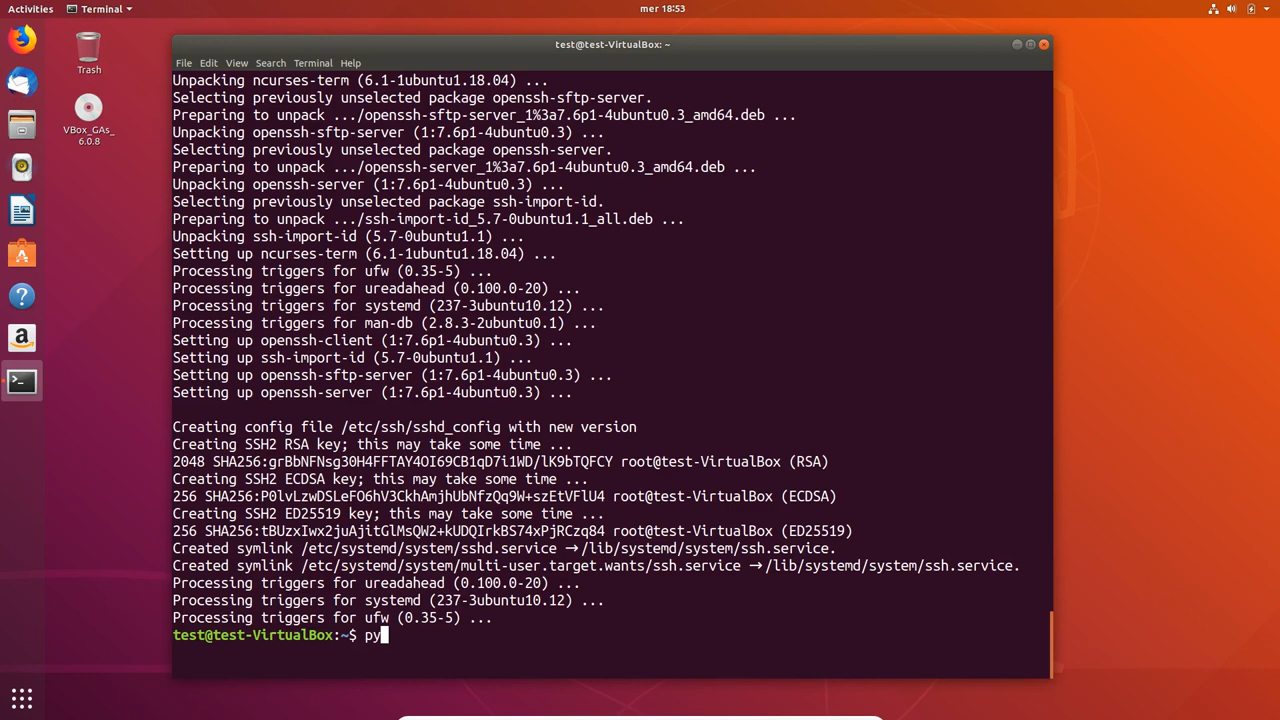 Activities
Terminal
mer 18:53
Trash
VBox_GAs_
6.0.8
test@test-VirtualBox: ~
File Edit View Search Terminal Help
Unpacking ncurses-term (6.1-1ubuntu1.18.04) ...
Selecting previously unselected package openssh-sftp-server.
Preparing to unpack .../openssh-sftp-server_1%3a7.6p1-4ubuntu0.3_amd64.deb ...
Unpacking openssh-sftp-server (1:7.6p1-4ubuntu0.3) ...
Selecting previously unselected package openssh-server.
Preparing to unpack .../openssh-server_1%3a7.6p1-4ubuntu0.3_amd64.deb ...
Unpacking openssh-server (1:7.6p1-4ubuntu0.3) ...
Selecting previously unselected package ssh-import-id.
Preparing to unpack .../ssh-import-id_5.7-0ubuntu1.1_all.deb ...
Unpacking ssh-import-id (5.7-0ubuntu1.1) ...
Setting up ncurses-term (6.1-1ubuntu1.18.04) ...
Processing triggers for ufw (0.35-5) ...
Processing triggers for ureadahead (0.100.0-20) ...
Processing triggers for systemd (237-3ubuntu10.12) ...
Processing triggers for man-db (2.8.3-2ubuntu0.1) ...
Setting up openssh-client (1:7.6p1-4ubuntu0.3) ...
Setting up ssh-import-id (5.7-0ubuntu1.1) ...
Setting up openssh-sftp-server (1:7.6p1-4ubuntu0.3) ...
Setting up openssh-server (1:7.6p1-4ubuntu0.3) ...
Creating config file /etc/ssh/sshd_config with new version
Creating SSH2 RSA key; this may take some time ...
2048 SHA256:grBbNFNsg30H4FFTAY4OI69CB1qD7i1WD/lK9bTQFCY root@test-VirtualBox (RSA)
Creating SSH2 ECDSA key; this may take some time ...
256 SHA256:P0lvLzwDSLeFO6hV3CkhAmjhUbNfzQq9W+szEtVFlU4 root@test-VirtualBox (ECDSA)
Creating SSH2 ED25519 key; this may take some time ...
256 SHA256:tBUzxIwx2juAjitGlMsQW2+kUDQIrkBS74xPjRCzq84 root@test-VirtualBox (ED25519)
Created symlink /etc/systemd/system/sshd.service → /lib/systemd/system/ssh.service.
Created symlink /etc/systemd/system/multi-user.target.wants/ssh.service → /lib/systemd/system/ssh.service.
Processing triggers for ureadahead (0.100.0-20) ...
Processing triggers for systemd (237-3ubuntu10.12) ...
Processing triggers for ufw (0.35-5) ...
test@test-VirtualBox:~$ py